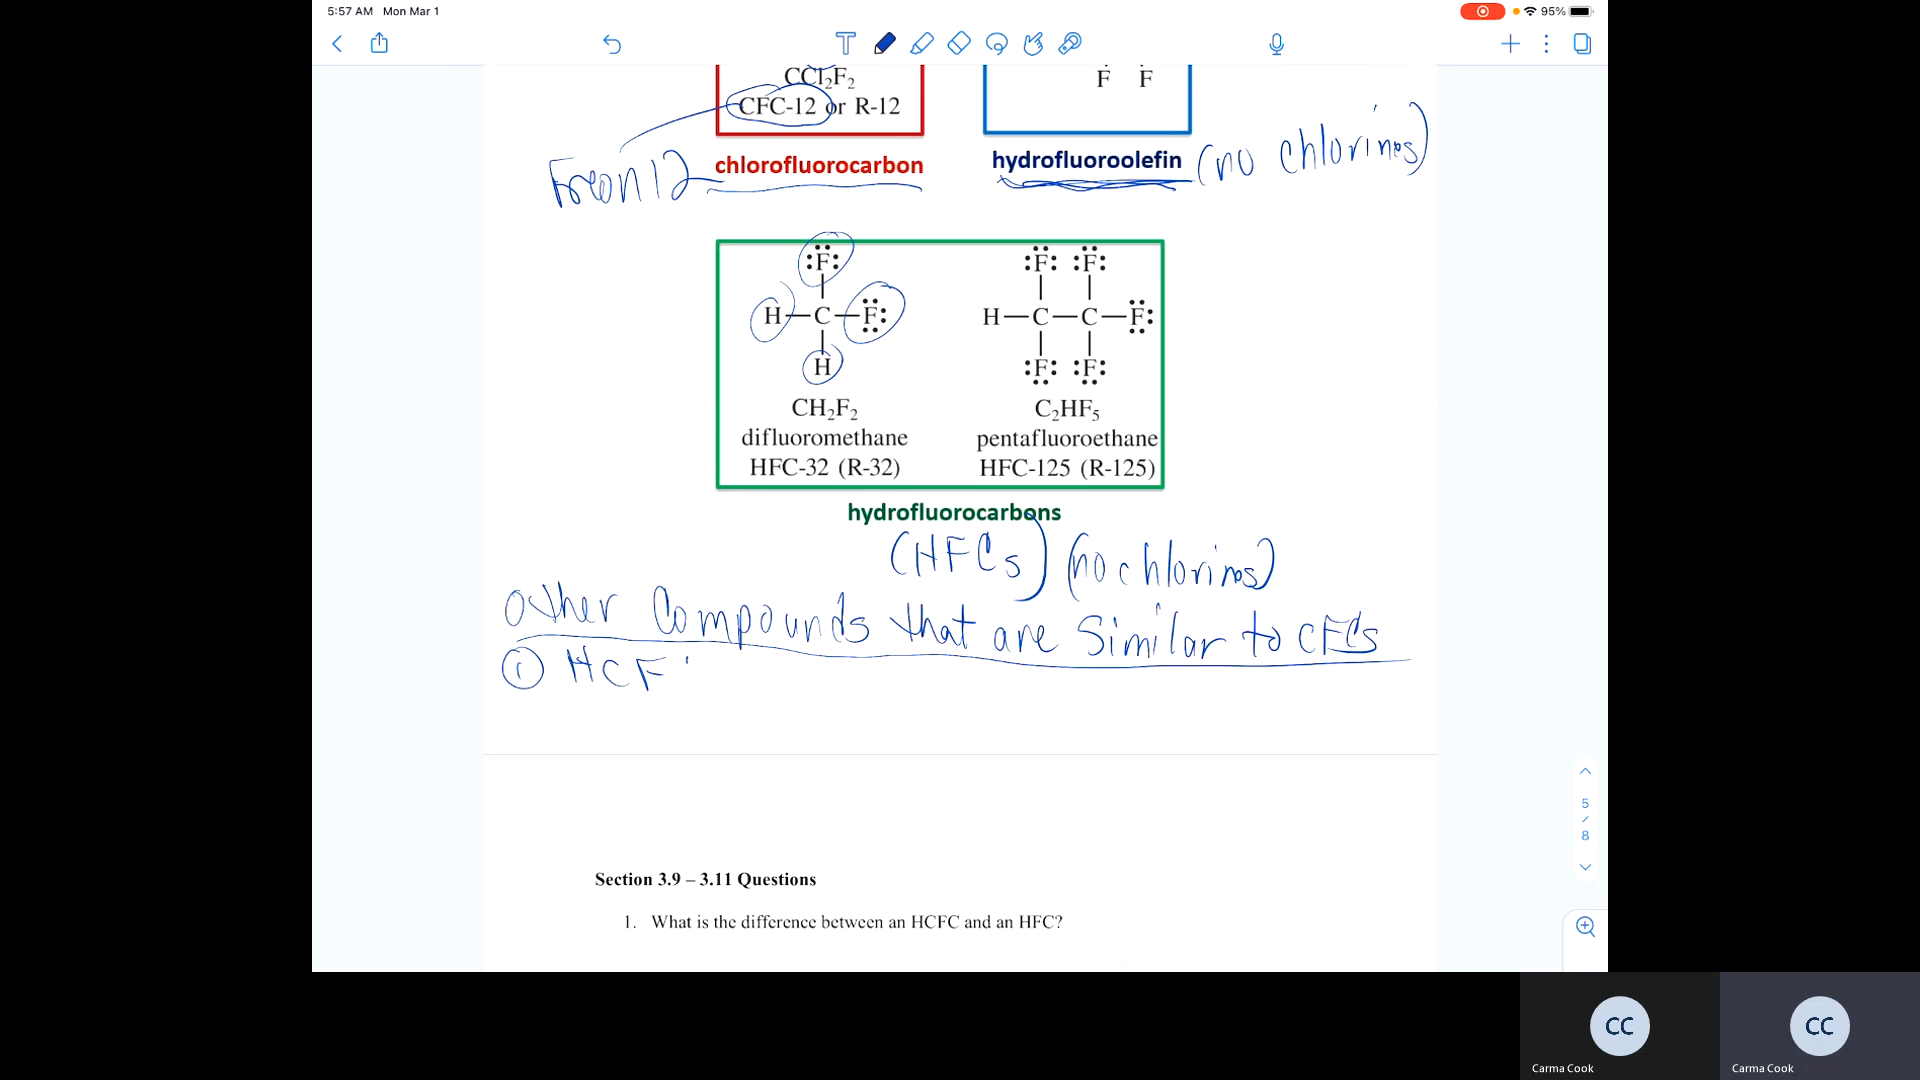 5:57 AM Mon Mar 1
95%
CCl₂F₂
CFC-12 or R-12
F F
Freon 12
chlorofluorocarbon
hydrofluoroolefin (no chlorines)
:F: :F: :F:
H—C—F: H—C—C—F:
H :F: :F:
CH₂F₂ C₂HF₅
difluoromethane pentafluoroethane
HFC-32 (R-32) HFC-125 (R-125)
hydrofluorocarbons
(HFCs) (no chlorines)
Other Compounds that are Similar to CFCs
① HCF
5
/
8
Section 3.9 – 3.11 Questions
1. What is the difference between an HCFC and an HFC?
CC CC
Carma Cook Carma Cook